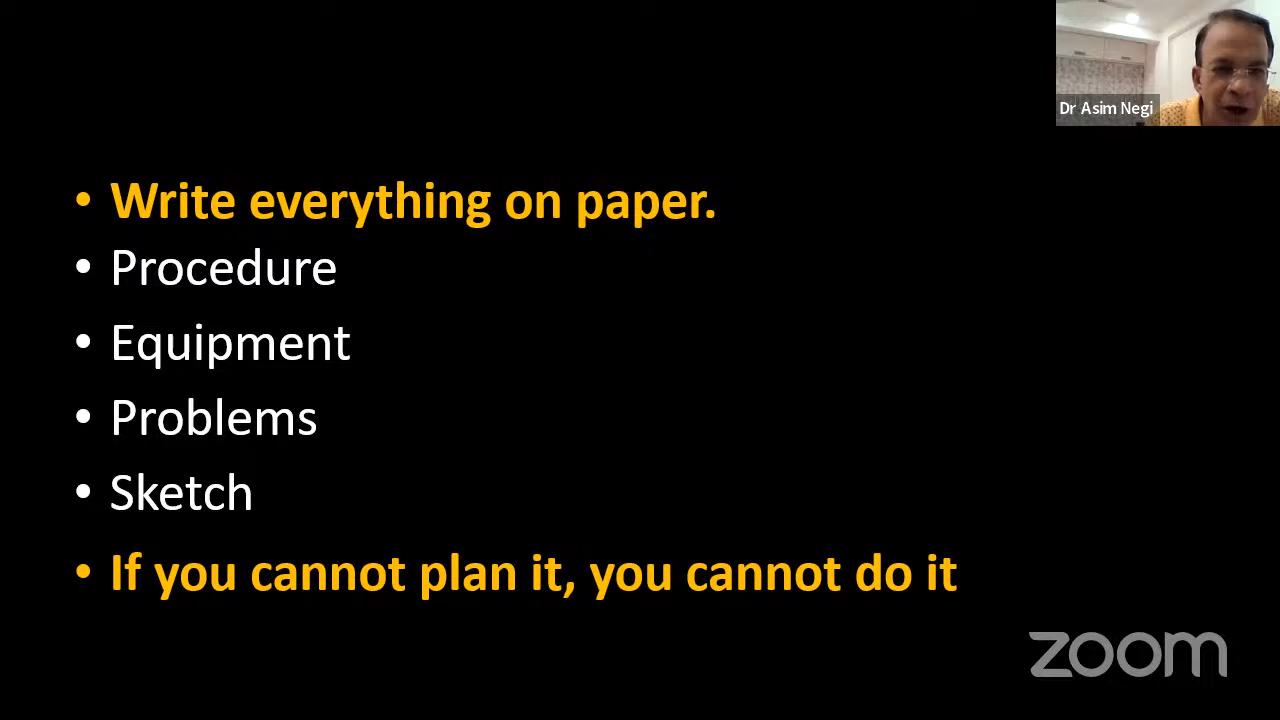 Dr Asim Negi
• Write everything on paper.
• Procedure
• Equipment
• Problems
• Sketch
• If you cannot plan it, you cannot do it
zoom